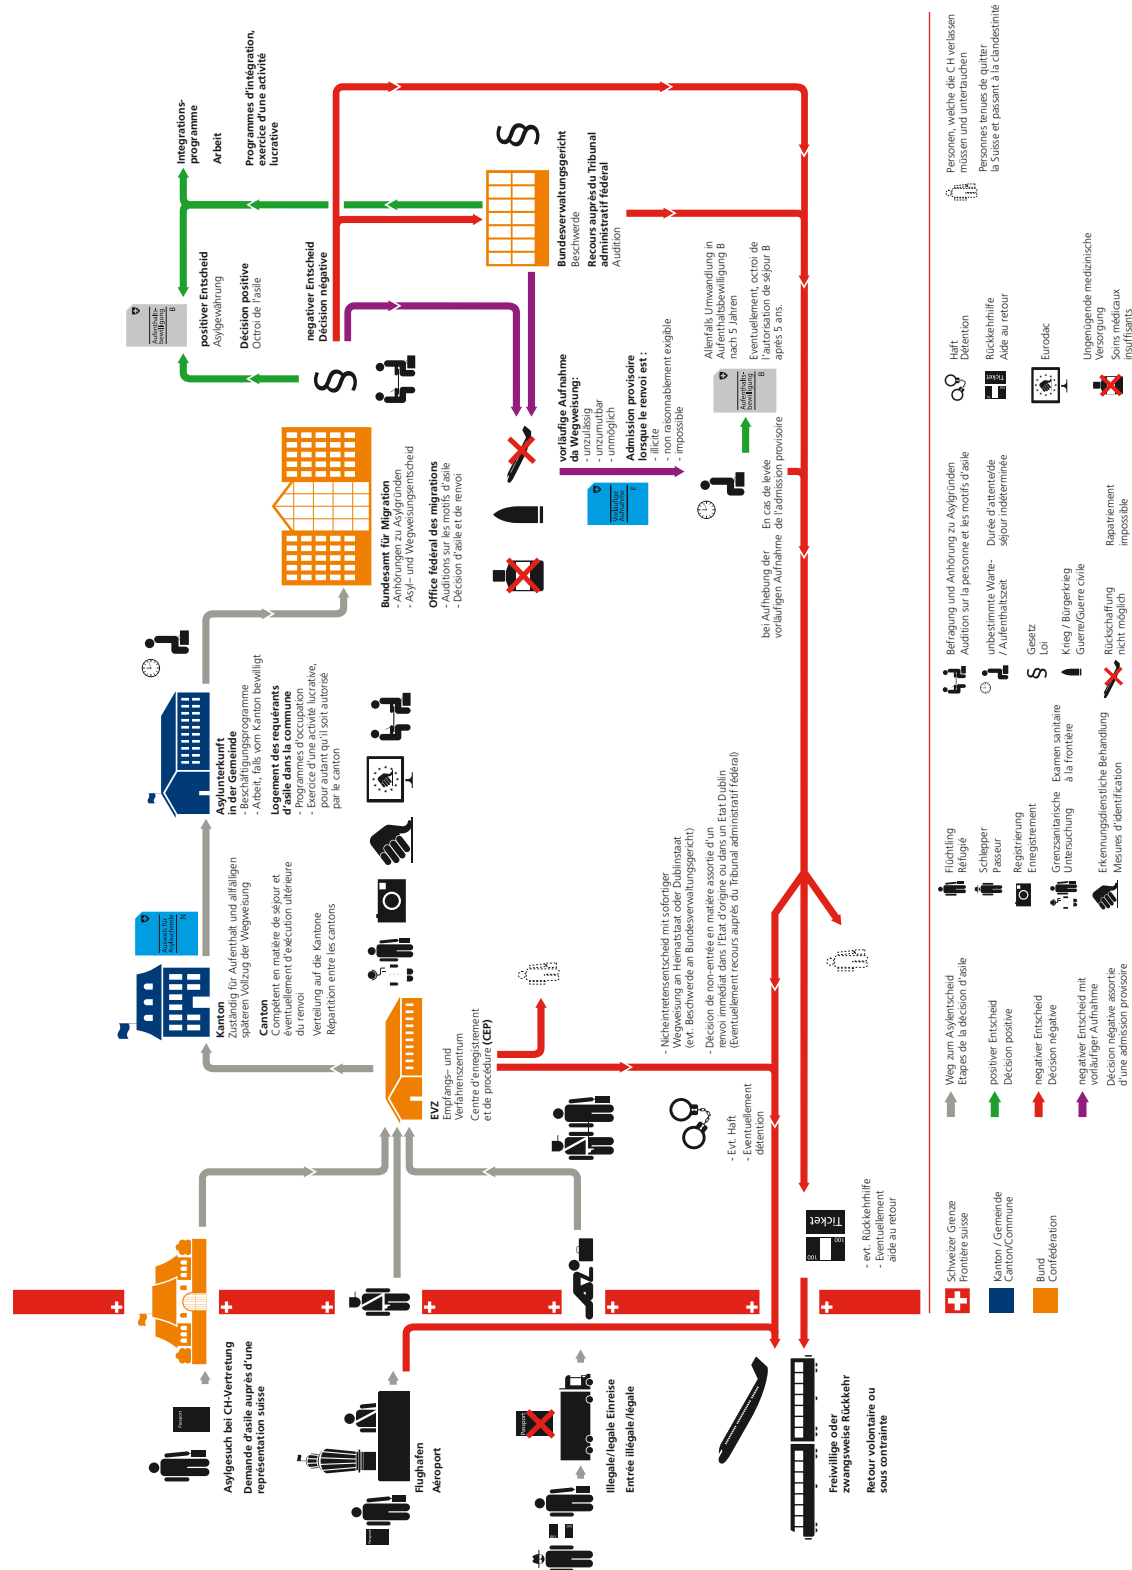 Asylgesuch bei CH-Vertretung
Demande d'asile auprès d'une
représentation suisse
Passport
Flughafen
Aéroport
Illegale/legale Einreise
Entrée illégale/légale
Passport
Freiwillige oder
zwangsweise Rückkehr
Retour volontaire ou
sous contrainte
EVZ
Empfangs– und
Verfahrenszentrum
Centre d'enregistrement
et de procédure (CEP)
- Evt. Haft
- Eventuellement
détention
Ticket
100
100
- evt. Rückkehrhilfe
- Eventuellement
aide au retour
Kanton
Zuständig für Aufenthalt und allfälligen
späteren Vollzug der Wegweisung
Canton
Compétent en matière de séjour et
éventuellement d'exécution ultérieure
du renvoi
Verteilung auf die Kantone
Répartition entre les cantons
Ausweis für
Asylsuchende
N
- Nichteintretensentscheid mit sofortiger
Wegweisung an Heimatstaat oder Dublinstaat
(evt. Beschwerde an Bundesverwaltungsgericht)
- Décision de non-entrée en matière assortie d'un
renvoi immédiat dans l'Etat d'origine ou dans un Etat Dublin
(Eventuellement recours auprès du Tribunal administratif fédéral)
Asylunterkunft
in der Gemeinde
- Beschäftigungsprogramme
- Arbeit, falls vom Kanton bewilligt
Logement des requérants
d'asile dans la commune
- Programmes d'occupation
- Exercice d'une activité lucrative,
pour autant qu'il soit autorisé
par le canton
Bundesamt für Migration
- Anhörungen zu Asylgründen
- Asyl– und Wegweisungsentscheid
Office fédéral des migrations
- Auditions sur les motifs d'asile
- Décision d'asile et de renvoi
Aufenthalts-
bewilligung
B
positiver Entscheid
Asylgewährung
Décision positive
Octroi de l'asile
negativer Entscheid
Décision négative
§
Integrations-
programme
Arbeit
Programmes d'intégration,
exercice d'une activité
lucrative
§
Bundesverwaltungsgericht
Beschwerde
Recours auprès du Tribunal
administratif fédéral
Audition
vorläufige Aufnahme
da Wegweisung:
- unzulässig
- unzumutbar
- unmöglich
Admission provisoire
lorsque le renvoi est :
- illicite
- non raisonnablement exigible
- impossible
Vorläufige
Aufnahme
F
Allenfalls Umwandlung in
Aufenthaltsbewilligung B
nach 5 Jahren
Eventuellement, octroi de
l'autorisation de séjour B
après 5 ans.
Aufenthalts-
bewilligung
B
bei Aufhebung der
vorläufigen Aufnahme
En cas de levée
de l'admission provisoire
Schweizer Grenze
Frontière suisse
Kanton / Gemeinde
Canton/Commune
Bund
Confédération
Weg zum Asylentscheid
Etapes de la décision d'asile
positiver Entscheid
Décision positive
negativer Entscheid
Décision négative
negativer Entscheid mit
vorläufiger Aufnahme
Décision négative assortie
d'une admission provisoire
Flüchtling
Réfugié
Schlepper
Passeur
Registrierung
Enregistrement
Grenzsanitarische
Untersuchung
Examen sanitaire
à la frontière
Erkennungsdienstliche Behandlung
Mesures d'identification
Befragung und Anhörung zu Asylgründen
Audition sur la personne et les motifs d'asile
unbestimmte Warte-
/ Aufenthaltszeit
Durée d'attente/de
séjour indéterminée
§
Gesetz
Loi
Krieg / Bürgerkrieg
Guerre/Guerre civile
Rückschaffung
nicht möglich
Rapatriement
impossible
Haft
Détention
Ticket
Rückkehrhilfe
Aide au retour
Eurodac
Ungenügende medizinische
Versorgung
Soins médicaux
insuffisants
Personen, welche die CH verlassen
müssen und untertauchen
Personnes tenues de quitter
la Suisse et passant à la clandestinité